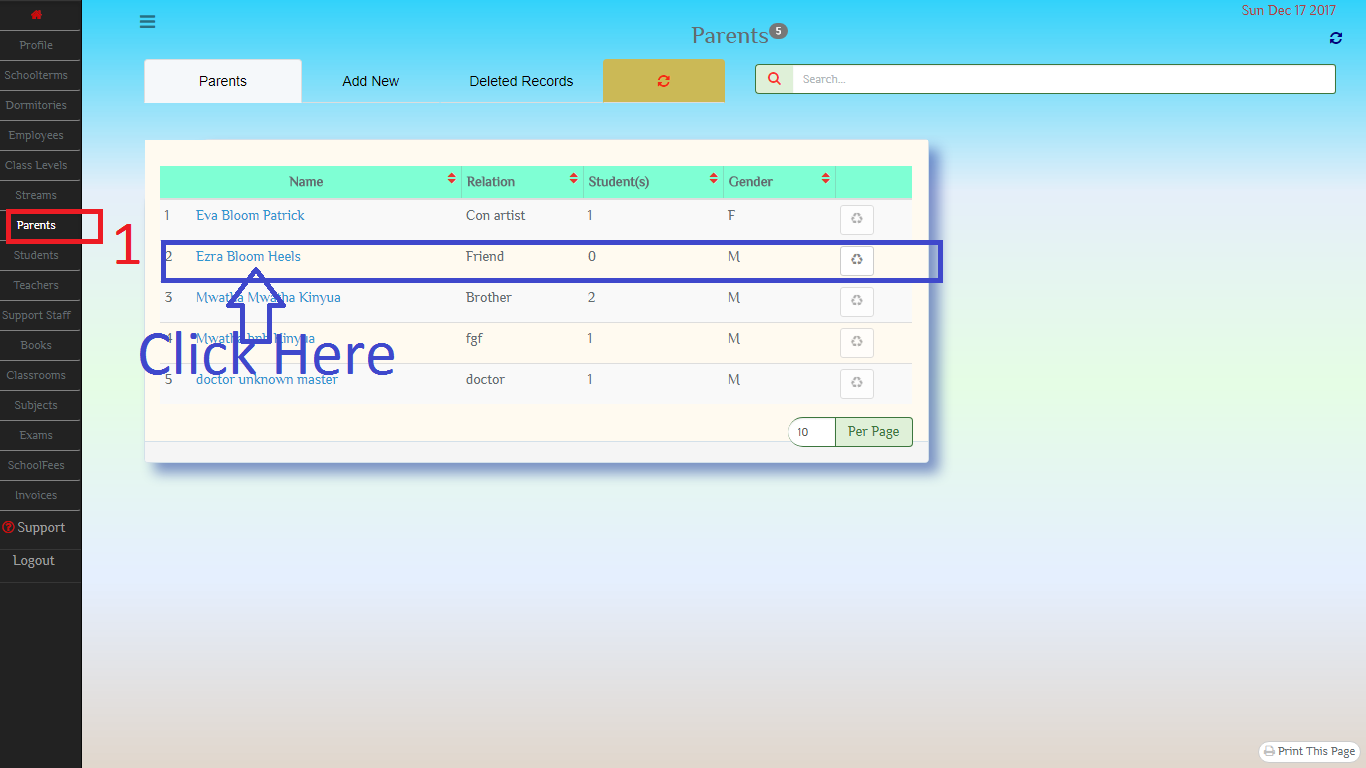 Sun Dec 17 2017
Parents 5
Profile
Schoolterms
Dormitories
Employees
Class Levels
Streams
Parents
Students
Teachers
Support Staff
Books
Classrooms
Subjects
Exams
SchoolFees
Invoices
Support
Logout
1
Parents Add New Deleted Records
Search...
Name Relation Student(s) Gender
1 Eva Bloom Patrick Con artist 1 F
2 Ezra Bloom Heels Friend 0 M
3 Mwatha Mwatha Kinyua Brother 2 M
4 Mwatha Kinyua fgf 1 M
Click Here
5 doctor unknown master doctor 1 M
10 Per Page
Print This Page